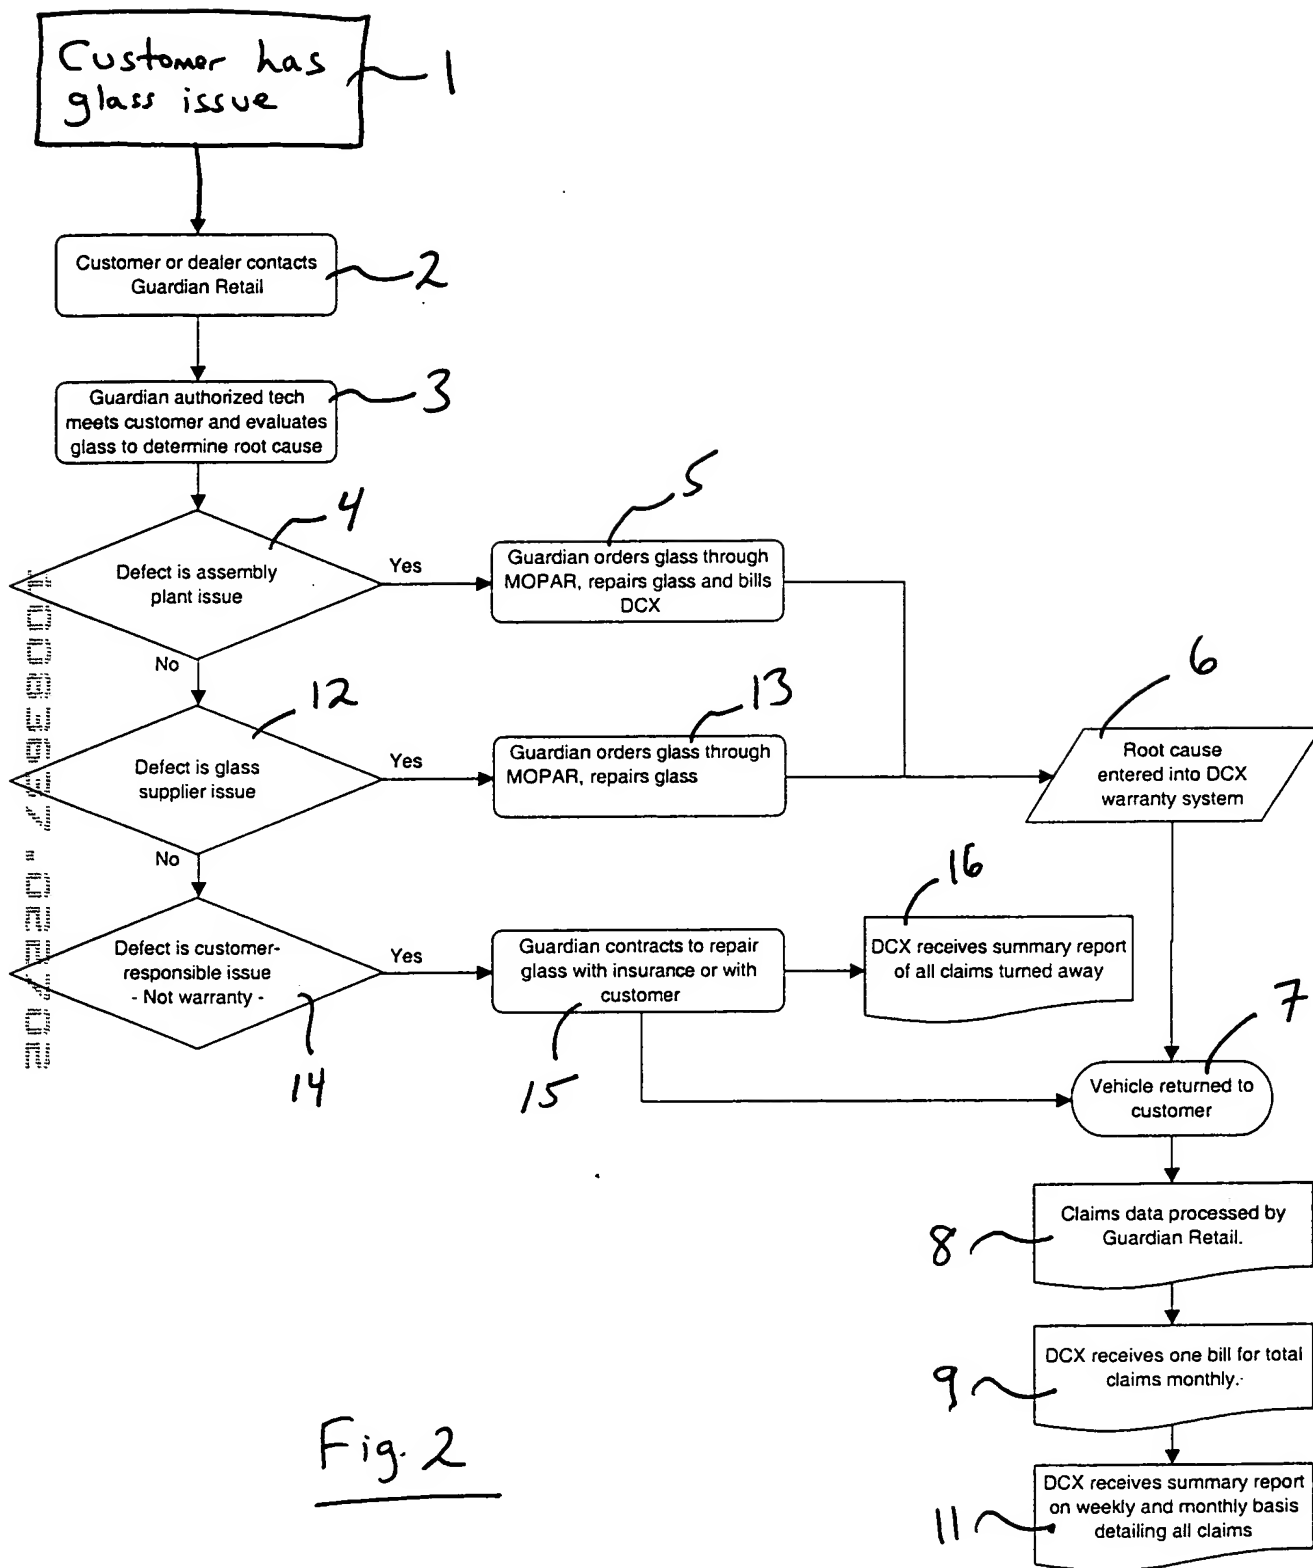 Customer has
glass issue
1
Customer or dealer contacts
Guardian Retail
2
Guardian authorized tech
meets customer and evaluates
glass to determine root cause
3
4
Defect is assembly
plant issue
Yes
No
5
Guardian orders glass through
MOPAR, repairs glass and bills
DCX
12
Defect is glass
supplier issue
Yes
No
13
Guardian orders glass through
MOPAR, repairs glass
6
Root cause
entered into DCX
warranty system
Defect is customer-
responsible issue
- Not warranty -
14
Yes
Guardian contracts to repair
glass with insurance or with
customer
15
16
DCX receives summary report
of all claims turned away
7
Vehicle returned to
customer
8
Claims data processed by
Guardian Retail.
9
DCX receives one bill for total
claims monthly.
11
DCX receives summary report
on weekly and monthly basis
detailing all claims
Fig. 2